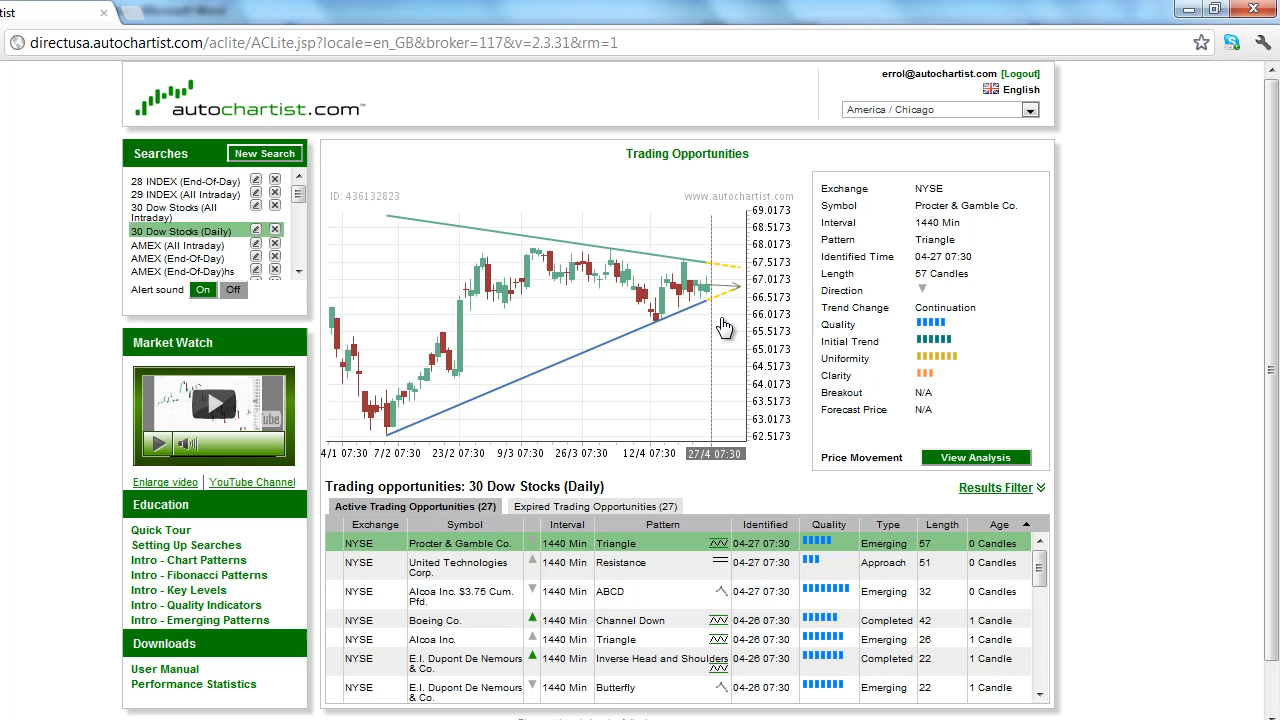 tist
directusa.autochartist.com/aclite/ACLite.jsp?locale=en_GB&broker=117&v=2.3.31&rm=1
autochartist.com™
errol@autochartist.com [Logout]
English
America / Chicago
Searches
New Search
28 INDEX (End-Of-Day)
29 INDEX (All Intraday)
30 Dow Stocks (All
Intraday)
30 Dow Stocks (Daily)
AMEX (All Intraday)
AMEX (End-Of-Day)
AMEX (End-Of-Day)hs
Alert sound On Off
Market Watch
ube
Enlarge video YouTube Channel
Education
Quick Tour
Setting Up Searches
Intro - Chart Patterns
Intro - Fibonacci Patterns
Intro - Key Levels
Intro - Quality Indicators
Intro - Emerging Patterns
Downloads
User Manual
Performance Statistics
Trading Opportunities
ID: 436132823
www.autochartist.com
69.0173
68.5173
68.0173
67.5173
67.0173
66.5173
66.0173
65.5173
65.0173
64.5173
64.0173
63.5173
63.0173
62.5173
4/1 07:30 7/2 07:30 23/2 07:30 9/3 07:30 26/3 07:30 12/4 07:30 27/4 07:30
Exchange NYSE
Symbol Procter & Gamble Co.
Interval 1440 Min
Pattern Triangle
Identified Time 04-27 07:30
Length 57 Candles
Direction
Trend Change Continuation
Quality
Initial Trend
Uniformity
Clarity
Breakout N/A
Forecast Price N/A
Price Movement View Analysis
Trading opportunities: 30 Dow Stocks (Daily)
Results Filter
Active Trading Opportunities (27) Expired Trading Opportunities (27)
Exchange Symbol Interval Pattern Identified Quality Type Length Age
NYSE Procter & Gamble Co. 1440 Min Triangle 04-27 07:30 Emerging 57 0 Candles
NYSE United Technologies 1440 Min Resistance 04-27 07:30 Approach 51 0 Candles
Corp.
NYSE Alcoa Inc. $3.75 Cum. 1440 Min ABCD 04-27 07:30 Emerging 32 0 Candles
Pfd.
NYSE Boeing Co. 1440 Min Channel Down 04-26 07:30 Completed 42 1 Candle
NYSE Alcoa Inc. 1440 Min Triangle 04-26 07:30 Emerging 26 1 Candle
NYSE E.I. Dupont De Nemours 1440 Min Inverse Head and Shoulders 04-26 07:30 Completed 22 1 Candle
& Co.
NYSE E.I. Dupont De Nemours 1440 Min Butterfly 04-26 07:30 Emerging 22 1 Candle
& Co.